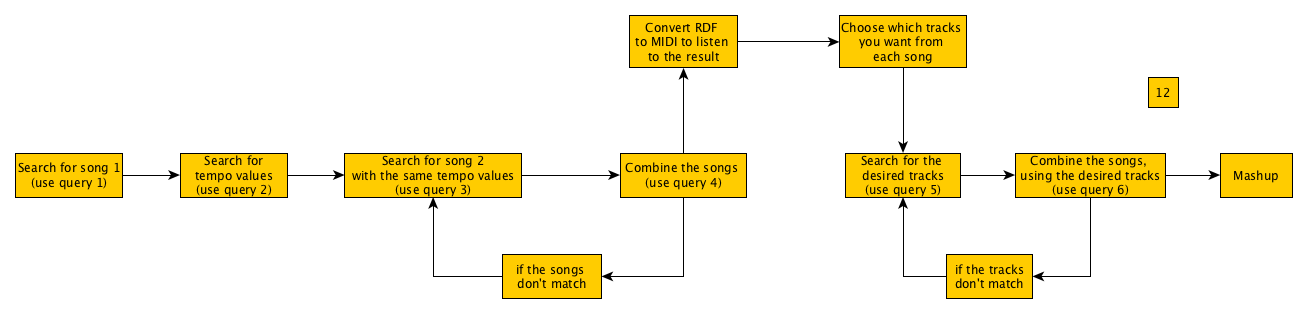 Convert RDF
to MIDI to listen
to the result
Choose which tracks
you want from
each song
12
Search for song 1
(use query 1)
Search for
tempo values
(use query 2)
Search for song 2
with the same tempo values
(use query 3)
Combine the songs
(use query 4)
Search for the
desired tracks
(use query 5)
Combine the songs,
using the desired tracks
(use query 6)
Mashup
if the songs
don't match
if the tracks
don't match